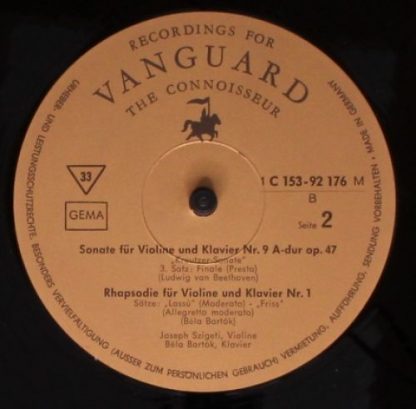 RECORDINGS FOR
VANGUARD
THE CONNOISSEUR
33
GEMA
1 C 153-92 176 M
B
Seite 2
Sonate für Violine und Klavier Nr. 9 A-dur op. 47
„Kreutzer-Sonate"
3. Satz: Finale (Presto)
(Ludwig van Beethoven)
Rhapsodie für Violine und Klavier Nr. 1
Sätze: „Lassú" (Moderato) - „Friss"
(Allegretto moderato)
(Béla Bartók)
Joseph Szigeti, Violine
Béla Bartók, Klavier
URHEBER- UND LEISTUNGSSCHUTZRECHTE, BESONDERS VERVIELFÄLTIGUNG (AUSSER ZUM PERSÖNLICHEN GEBRAUCH) VERMIETUNG, AUFFÜHRUNG, SENDUNG VORBEHALTEN • MADE IN GERMANY